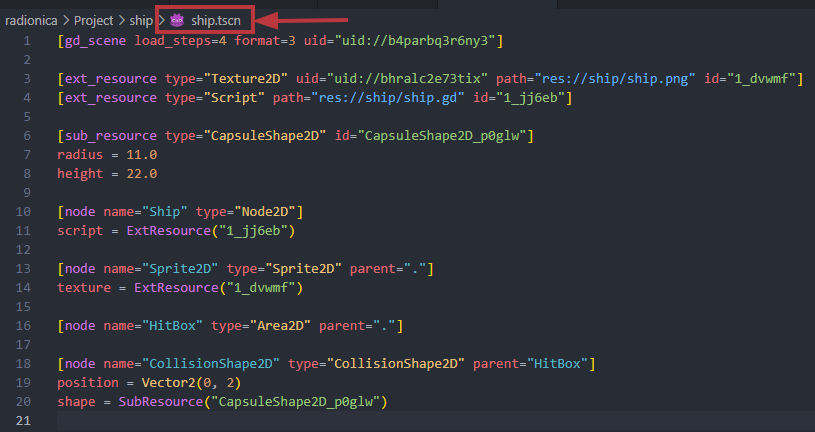 radionica > Project > ship > ship.tscn
1 [gd_scene load_steps=4 format=3 uid="uid://b4parbq3r6ny3"]
2
3 [ext_resource type="Texture2D" uid="uid://bhralc2e73tix" path="res://ship/ship.png" id="1_dvwmf"]
4 [ext_resource type="Script" path="res://ship/ship.gd" id="1_jj6eb"]
5
6 [sub_resource type="CapsuleShape2D" id="CapsuleShape2D_p0glw"]
7 radius = 11.0
8 height = 22.0
9
10 [node name="Ship" type="Node2D"]
11 script = ExtResource("1_jj6eb")
12
13 [node name="Sprite2D" type="Sprite2D" parent="."]
14 texture = ExtResource("1_dvwmf")
15
16 [node name="HitBox" type="Area2D" parent="."]
17
18 [node name="CollisionShape2D" type="CollisionShape2D" parent="HitBox"]
19 position = Vector2(0, 2)
20 shape = SubResource("CapsuleShape2D_p0glw")
21